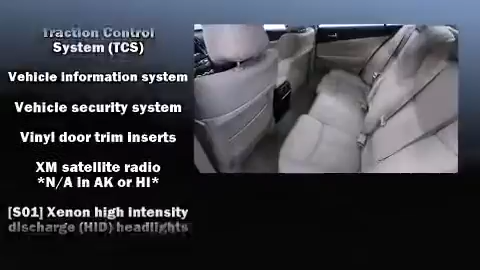 Traction Control
System (TCS)
Vehicle information system
Vehicle security system
Vinyl door trim inserts
XM satellite radio
*N/A in AK or HI*
[S01] Xenon high intensity
discharge (HID) headlights